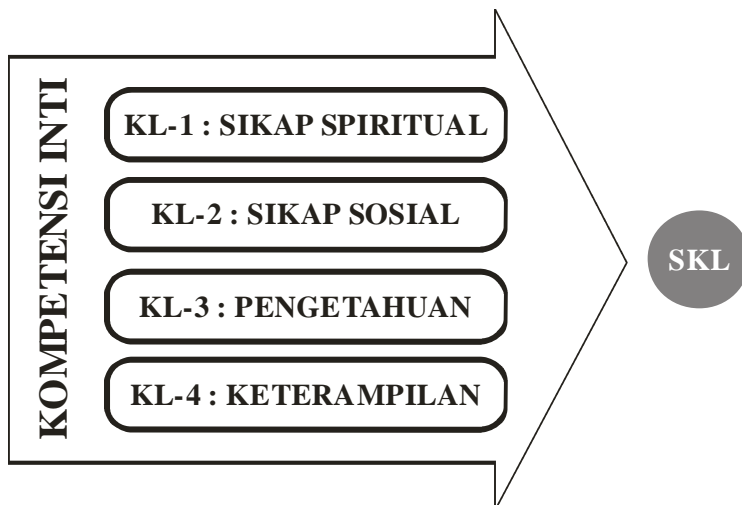 KOMPETENSI INTI
KL-1 : SIKAP SPIRITUAL
KL-2 : SIKAP SOSIAL
KL-3 : PENGETAHUAN
KL-4 : KETERAMPILAN
SKL